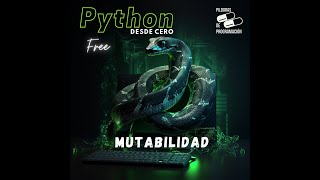 Python
DESDE CERO
Free
PILDORAS
DE
PROGRAMACIÓN
MUTABILIDAD